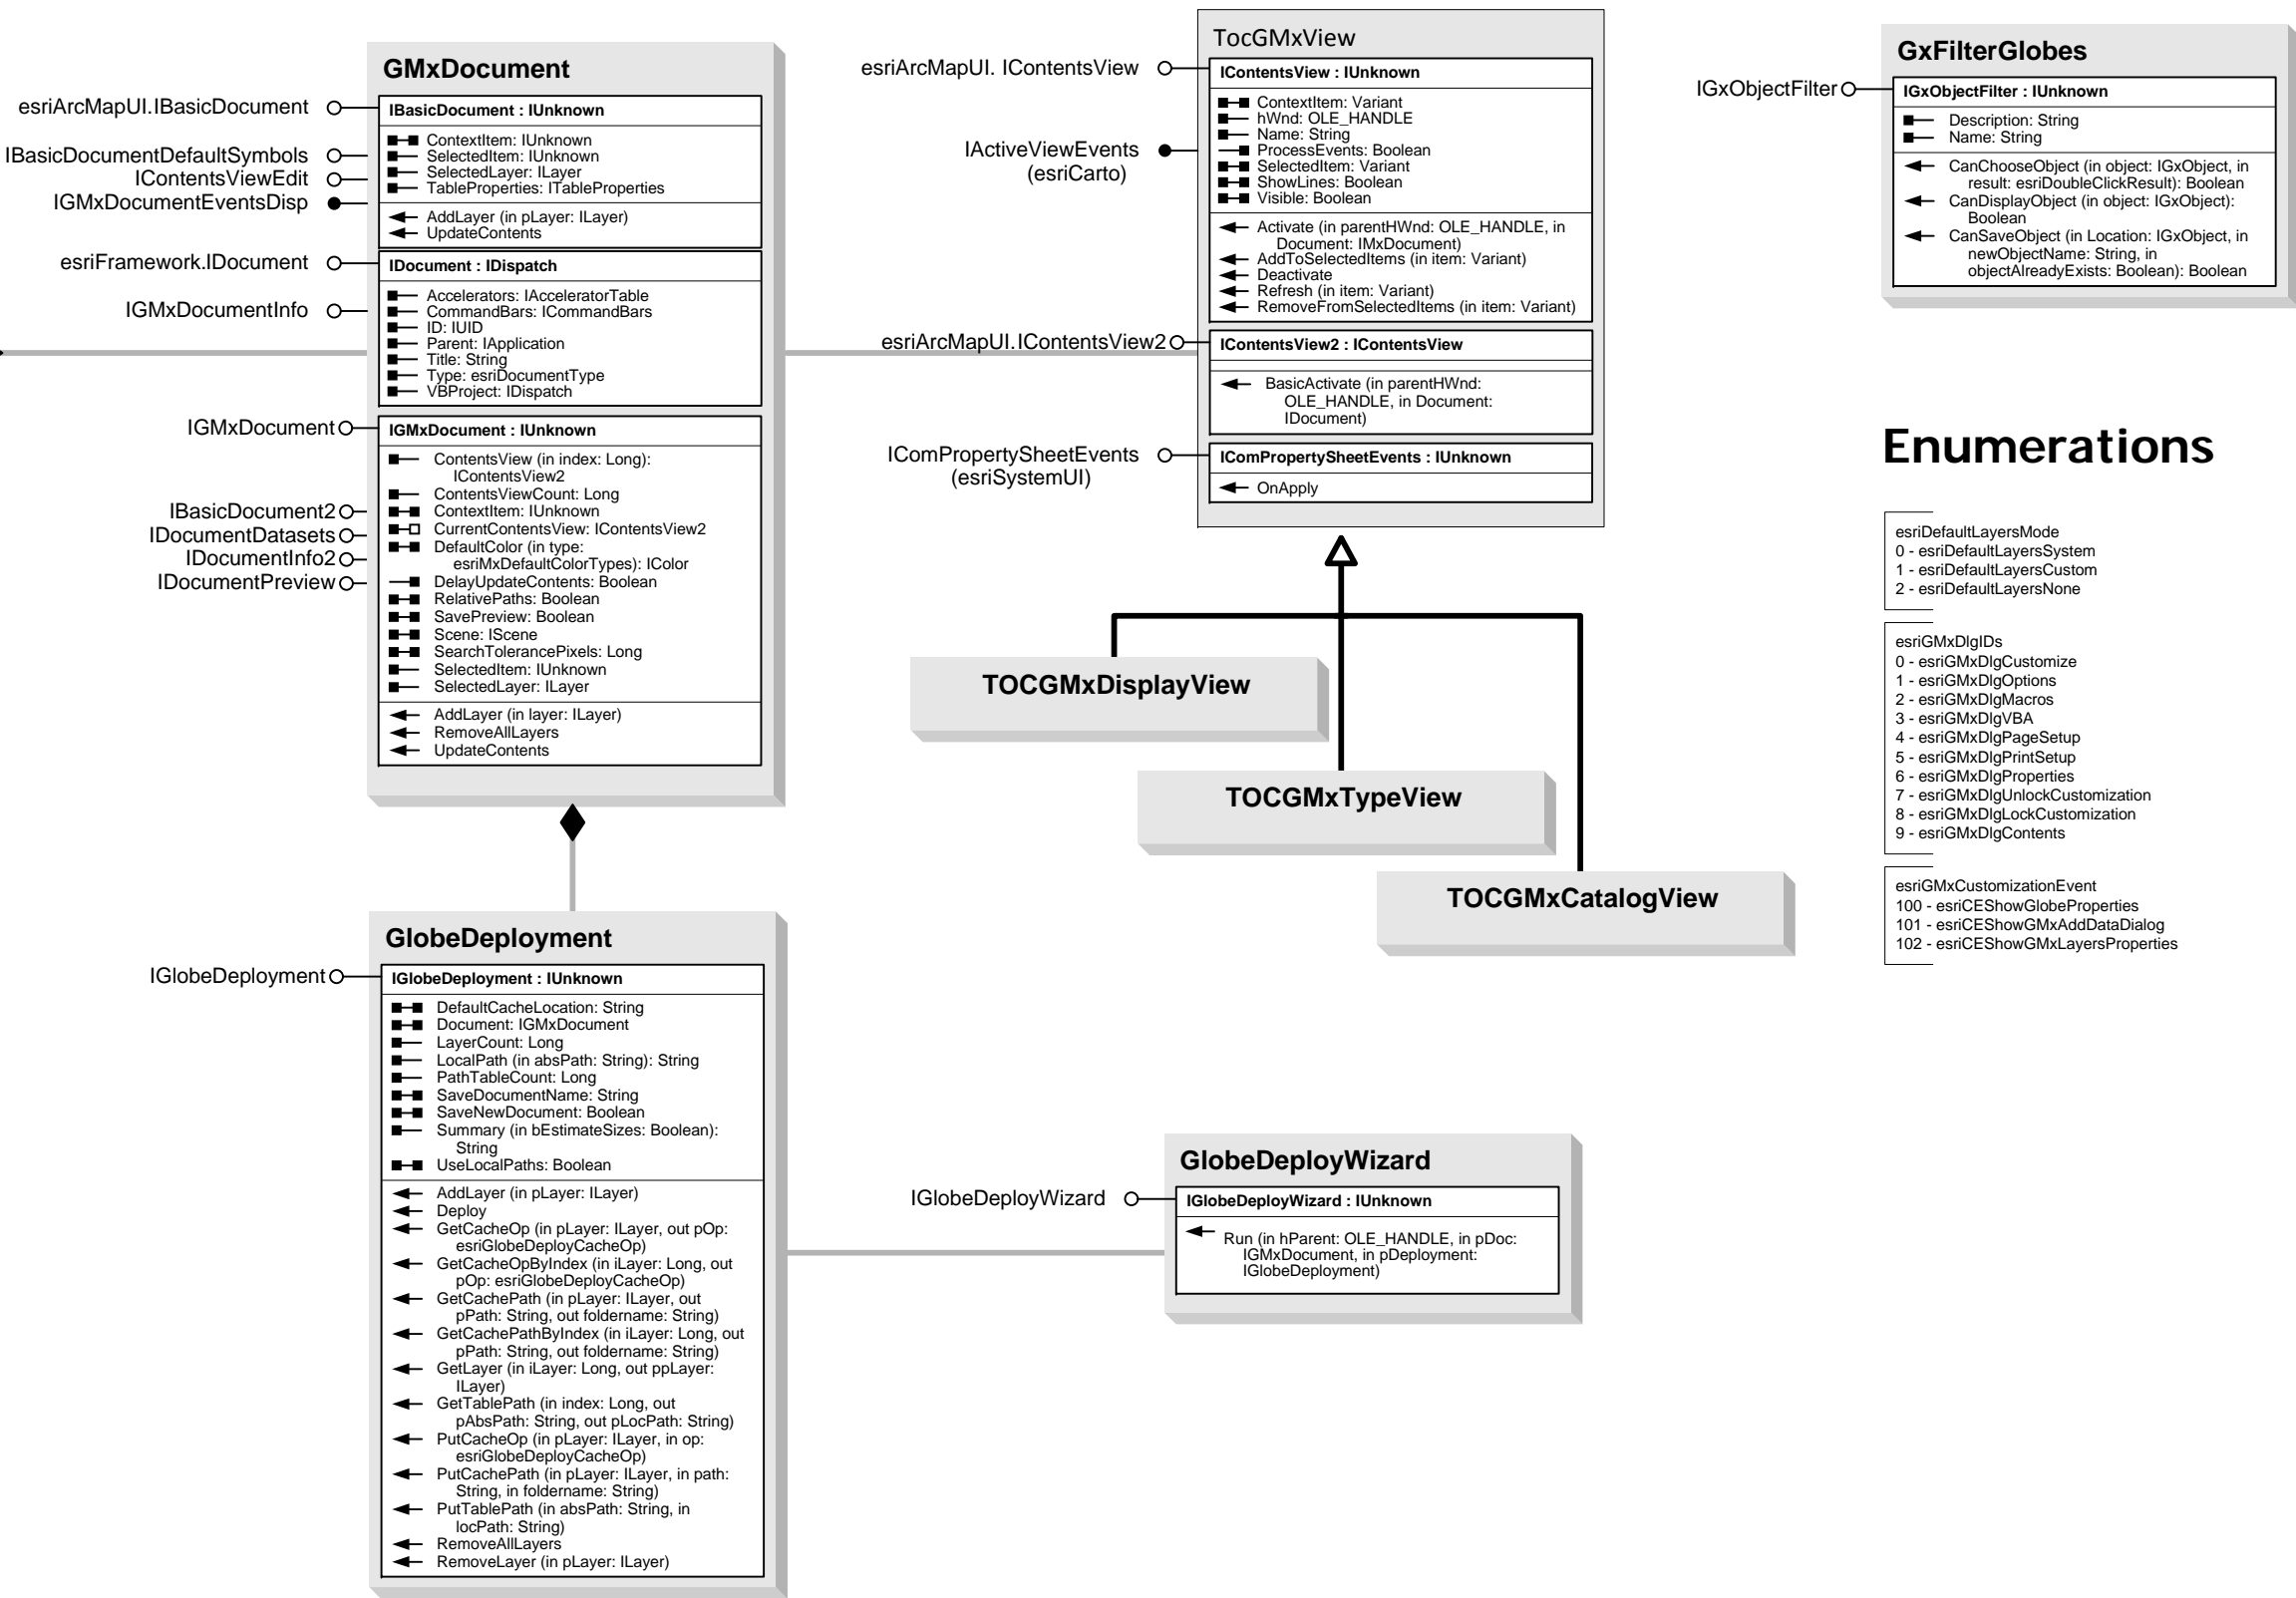 GMxDocument
esriArcMapUI.IBasicDocument
IBasicDocumentDefaultSymbols
IContentsViewEdit
IGMxDocumentEventsDisp
esriFramework.IDocument
IGMxDocumentInfo
IGMxDocument
IBasicDocument2
IDocumentDatasets
IDocumentInfo2
IDocumentPreview
IBasicDocument : IUnknown
ContextItem: IUnknown
SelectedItem: IUnknown
SelectedLayer: ILayer
TableProperties: ITableProperties
AddLayer (in pLayer: ILayer)
UpdateContents
IDocument : IDispatch
Accelerators: IAcceleratorTable
CommandBars: ICommandBars
ID: IUID
Parent: IApplication
Title: String
Type: esriDocumentType
VBProject: IDispatch
IGMxDocument : IUnknown
ContentsView (in index: Long):
IContentsView2
ContentsViewCount: Long
ContextItem: IUnknown
CurrentContentsView: IContentsView2
DefaultColor (in type:
esriMxDefaultColorTypes): IColor
DelayUpdateContents: Boolean
RelativePaths: Boolean
SavePreview: Boolean
Scene: IScene
SearchTolerancePixels: Long
SelectedItem: IUnknown
SelectedLayer: ILayer
AddLayer (in layer: ILayer)
RemoveAllLayers
UpdateContents
GlobeDeployment
IGlobeDeployment
IGlobeDeployment : IUnknown
DefaultCacheLocation: String
Document: IGMxDocument
LayerCount: Long
LocalPath (in absPath: String): String
PathTableCount: Long
SaveDocumentName: String
SaveNewDocument: Boolean
Summary (in bEstimateSizes: Boolean):
String
UseLocalPaths: Boolean
AddLayer (in pLayer: ILayer)
Deploy
GetCacheOp (in pLayer: ILayer, out pOp:
esriGlobeDeployCacheOp)
GetCacheOpByIndex (in iLayer: Long, out
pOp: esriGlobeDeployCacheOp)
GetCachePath (in pLayer: ILayer, out
pPath: String, out foldername: String)
GetCachePathByIndex (in iLayer: Long, out
pPath: String, out foldername: String)
GetLayer (in iLayer: Long, out ppLayer:
ILayer)
GetTablePath (in index: Long, out
pAbsPath: String, out pLocPath: String)
PutCacheOp (in pLayer: ILayer, in op:
esriGlobeDeployCacheOp)
PutCachePath (in pLayer: ILayer, in path:
String, in foldername: String)
PutTablePath (in absPath: String, in
locPath: String)
RemoveAllLayers
RemoveLayer (in pLayer: ILayer)
TocGMxView
esriArcMapUI. IContentsView
IActiveViewEvents
(esriCarto)
esriArcMapUI.IContentsView2
IComPropertySheetEvents
(esriSystemUI)
IContentsView : IUnknown
ContextItem: Variant
hWnd: OLE_HANDLE
Name: String
ProcessEvents: Boolean
SelectedItem: Variant
ShowLines: Boolean
Visible: Boolean
Activate (in parentHWnd: OLE_HANDLE, in
Document: IMxDocument)
AddToSelectedItems (in item: Variant)
Deactivate
Refresh (in item: Variant)
RemoveFromSelectedItems (in item: Variant)
IContentsView2 : IContentsView
BasicActivate (in parentHWnd:
OLE_HANDLE, in Document:
IDocument)
IComPropertySheetEvents : IUnknown
OnApply
TOCGMxDisplayView
TOCGMxTypeView
TOCGMxCatalogView
GlobeDeployWizard
IGlobeDeployWizard
IGlobeDeployWizard : IUnknown
Run (in hParent: OLE_HANDLE, in pDoc:
IGMxDocument, in pDeployment:
IGlobeDeployment)
GxFilterGlobes
IGxObjectFilter
IGxObjectFilter : IUnknown
Description: String
Name: String
CanChooseObject (in object: IGxObject, in
result: esriDoubleClickResult): Boolean
CanDisplayObject (in object: IGxObject):
Boolean
CanSaveObject (in Location: IGxObject, in
newObjectName: String, in
objectAlreadyExists: Boolean): Boolean
Enumerations
esriDefaultLayersMode
0 - esriDefaultLayersSystem
1 - esriDefaultLayersCustom
2 - esriDefaultLayersNone
esriGMxDlgIDs
0 - esriGMxDlgCustomize
1 - esriGMxDlgOptions
2 - esriGMxDlgMacros
3 - esriGMxDlgVBA
4 - esriGMxDlgPageSetup
5 - esriGMxDlgPrintSetup
6 - esriGMxDlgProperties
7 - esriGMxDlgUnlockCustomization
8 - esriGMxDlgLockCustomization
9 - esriGMxDlgContents
esriGMxCustomizationEvent
100 - esriCEShowGlobeProperties
101 - esriCEShowGMxAddDataDialog
102 - esriCEShowGMxLayersProperties